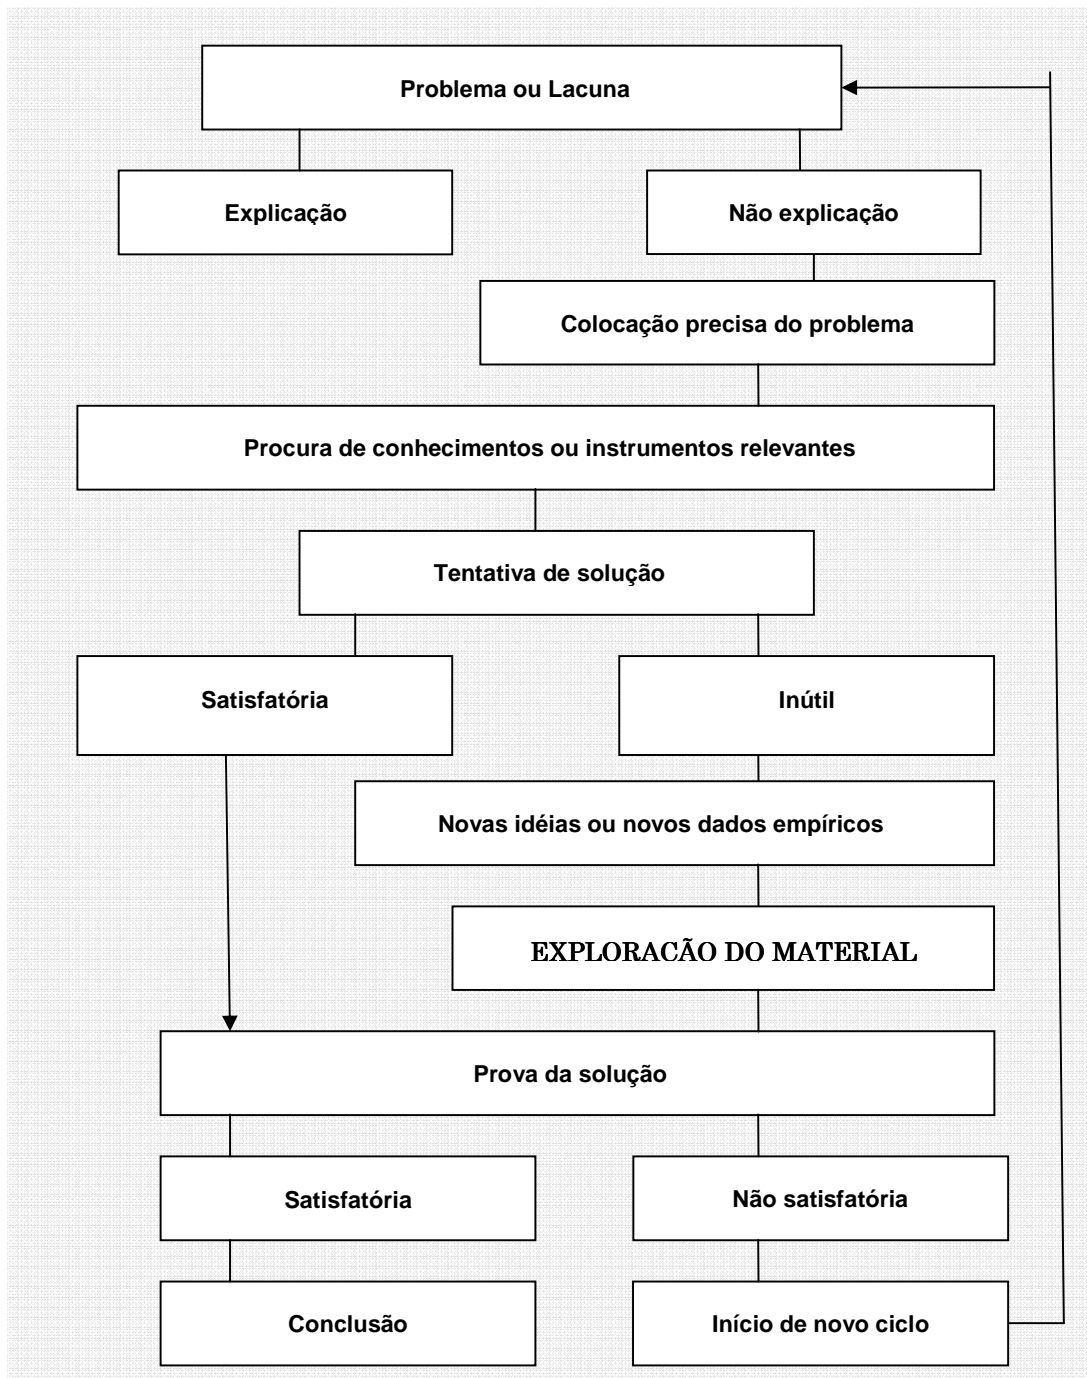 Problema ou Lacuna
Explicação
Não explicação
Colocação precisa do problema
Procura de conhecimentos ou instrumentos relevantes
Tentativa de solução
Satisfatória
Inútil
Novas idéias ou novos dados empíricos
EXPLORACÃO DO MATERIAL
Prova da solução
Satisfatória
Não satisfatória
Conclusão
Início de novo ciclo